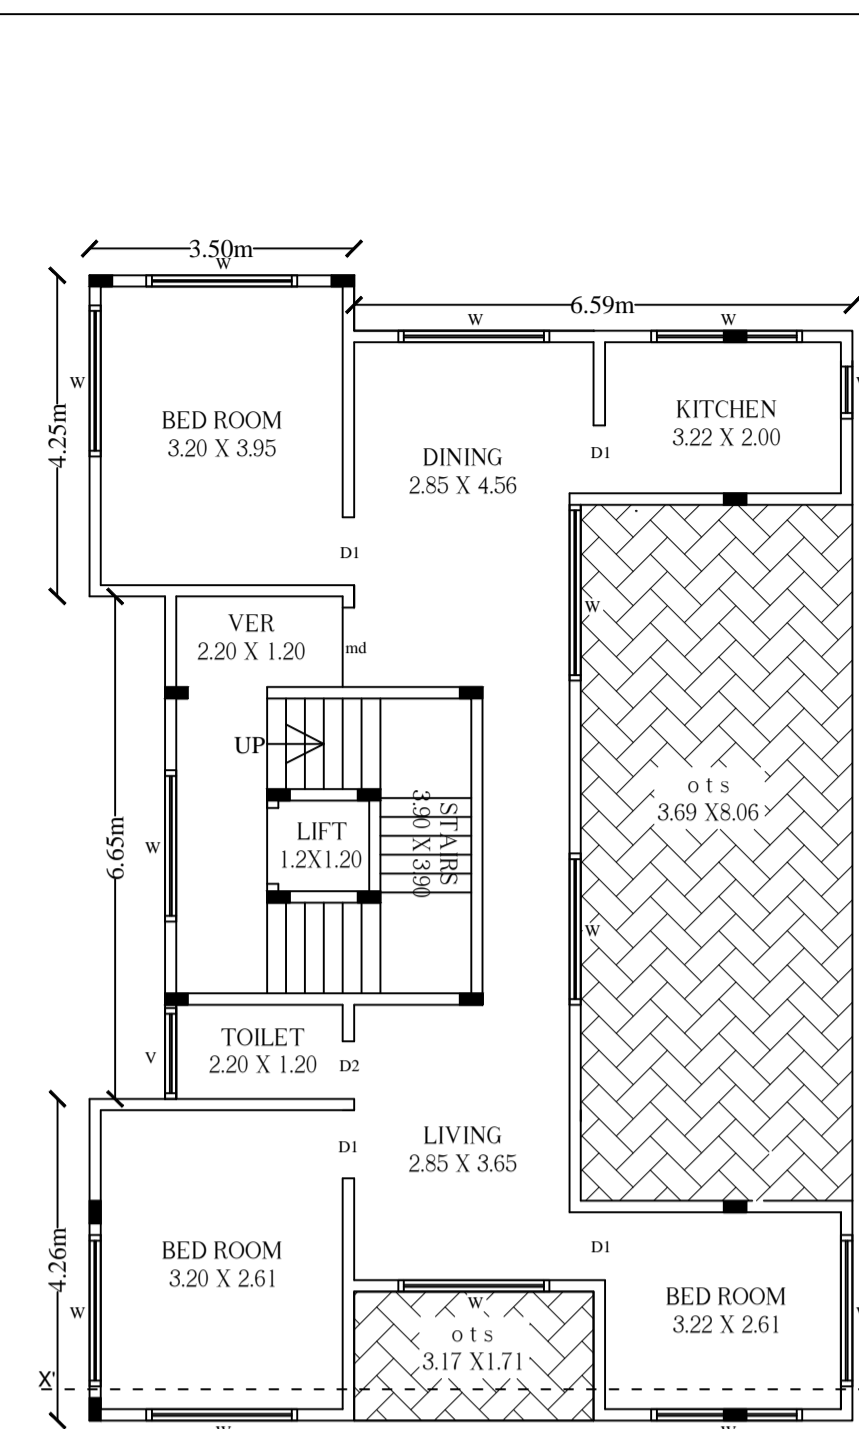 3.50m
W
6.59m
W
W
W
W
4.25m
BED ROOM
3.20 X 3.95
KITCHEN
3.22 X 2.00
DINING
2.85 X 4.56
D1
D1
VER
2.20 X 1.20
md
W
UP
ots
3.69 X8.06
STAIRS
3.90 X 3.90
LIFT
1.2X1.20
6.65m
W
W
TOILET
2.20 X 1.20
V
D2
LIVING
2.85 X 3.65
D1
BED ROOM
3.20 X 2.61
4.26m
D1
BED ROOM
3.22 X 2.61
W
W
W
ots
3.17 X1.71
X'
W
W